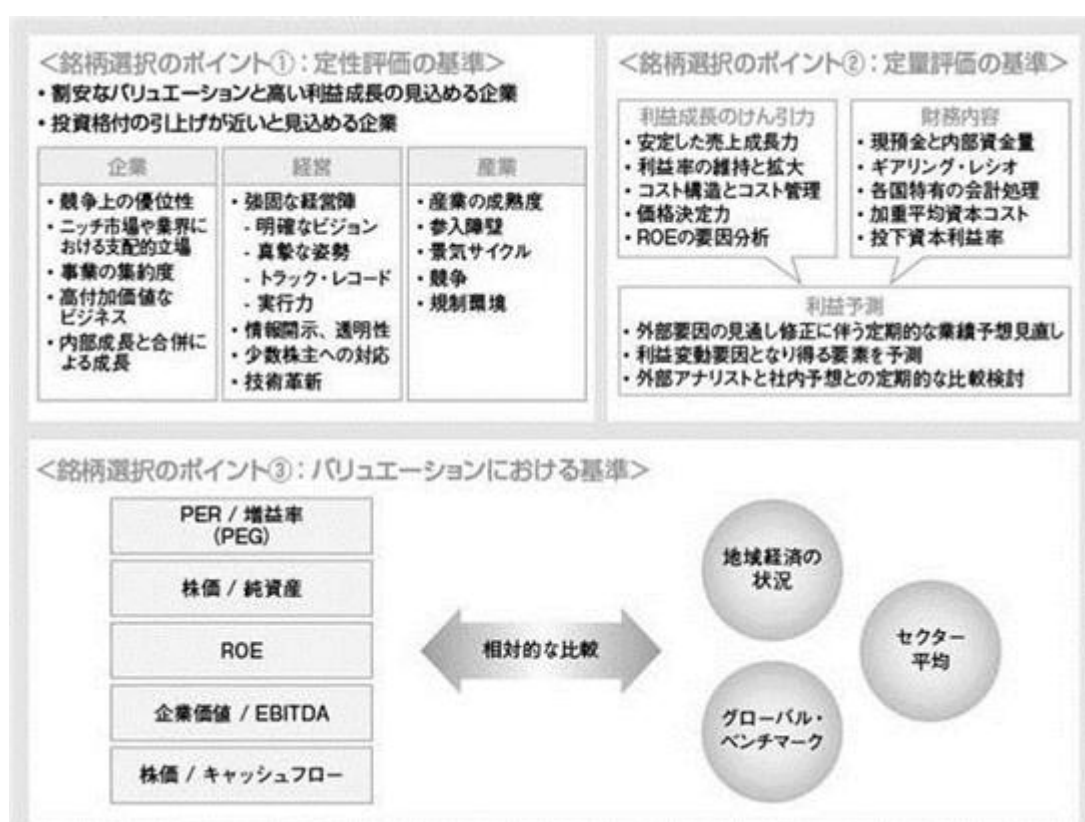 <銘柄選択のポイント①:定性評価の基準>
・割安なバリュエーションと高い利益成長の見込める企業
・投資格付の引上げが近いと見込める企業
企業
・競争上の優位性
・ニッチ市場や業界に
おける支配的立場
・事業の集約度
・高付加価値な
ビジネス
・内部成長と合併に
よる成長
経営
・強固な経営陣
- 明確なビジョン
- 真摯な姿勢
- トラック・レコード
- 実行力
・情報開示、透明性
・少数株主への対応
・技術革新
産業
・産業の成熟度
・参入障壁
・景気サイクル
・競争
・規制環境
<銘柄選択のポイント②:定量評価の基準>
利益成長のけん引力
・安定した売上成長力
・利益率の維持と拡大
・コスト構造とコスト管理
・価格決定力
・ROEの要因分析
財務内容
・現預金と内部資金量
・ギアリング・レシオ
・各国特有の会計処理
・加重平均資本コスト
・投下資本利益率
利益予測
・外部要因の見通し修正に伴う定期的な業績予想見直し
・利益変動要因となり得る要素を予測
・外部アナリストと社内予想との定期的な比較検討
<銘柄選択のポイント③:バリュエーションにおける基準>
PER / 増益率
(PEG)
株価 / 純資産
ROE
企業価値 / EBITDA
株価 / キャッシュフロー
相対的な比較
地域経済の
状況
セクター
平均
グローバル・
ベンチマーク